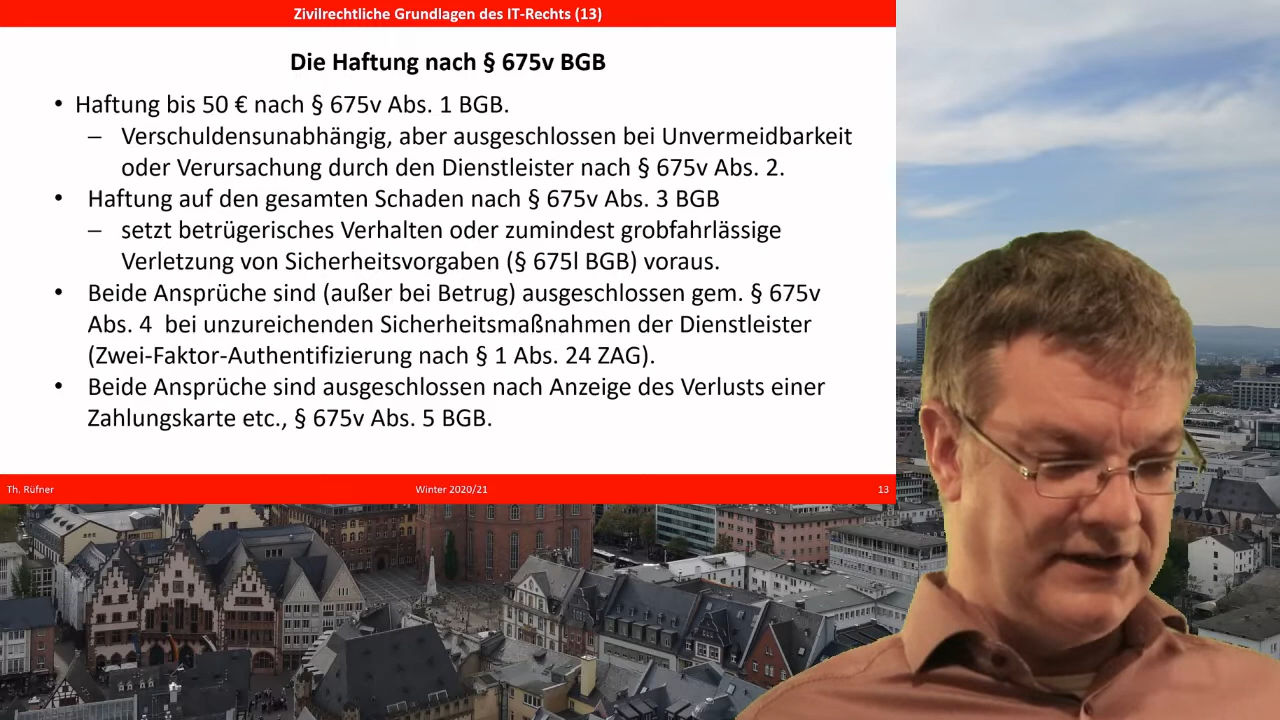 Zivilrechtliche Grundlagen des IT-Rechts (13)
Die Haftung nach § 675v BGB
• Haftung bis 50 € nach § 675v Abs. 1 BGB.
– Verschuldensunabhängig, aber ausgeschlossen bei Unvermeidbarkeit
oder Verursachung durch den Dienstleister nach § 675v Abs. 2.
• Haftung auf den gesamten Schaden nach § 675v Abs. 3 BGB
– setzt betrügerisches Verhalten oder zumindest grobfahrlässige
Verletzung von Sicherheitsvorgaben (§ 675l BGB) voraus.
• Beide Ansprüche sind (außer bei Betrug) ausgeschlossen gem. § 675v
Abs. 4  bei unzureichenden Sicherheitsmaßnahmen der Dienstleister
(Zwei-Faktor-Authentifizierung nach § 1 Abs. 24 ZAG).
• Beide Ansprüche sind ausgeschlossen nach Anzeige des Verlusts einer
Zahlungskarte etc., § 675v Abs. 5 BGB.
Th. Rüfner
Winter 2020/21
13